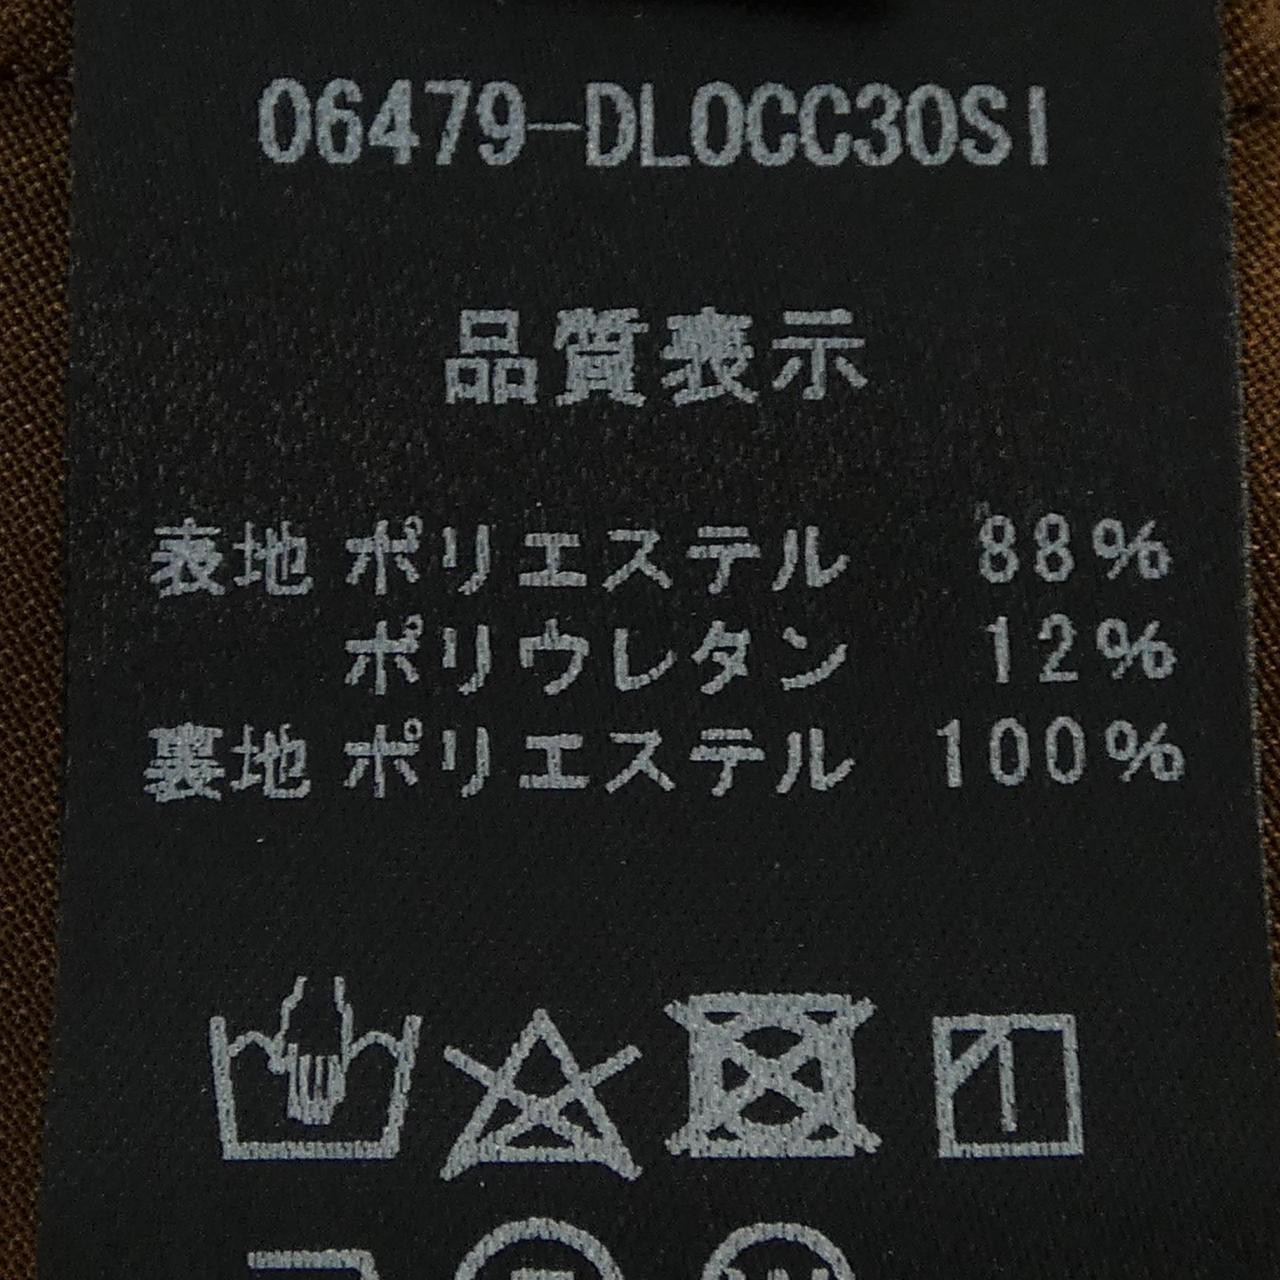 06479-DL0CC30SI
品質表示
表地 ポリエステル 88%
ポリウレタン 12%
裏地 ポリエステル 100%